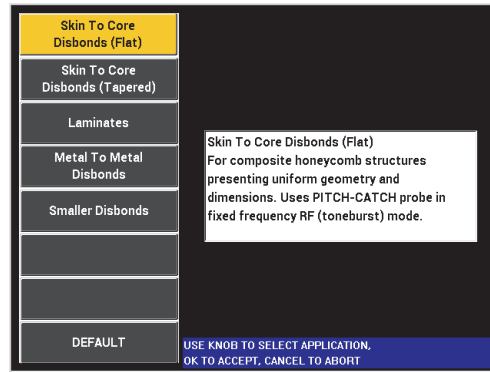 Skin To Core
Disbonds (Flat)
Skin To Core
Disbonds (Tapered)
Laminates
Metal To Metal
Disbonds
Smaller Disbonds
DEFAULT
Skin To Core Disbonds (Flat)
For composite honeycomb structures
presenting uniform geometry and
dimensions. Uses PITCH-CATCH probe in
fixed frequency RF (toneburst) mode.
USE KNOB TO SELECT APPLICATION,
OK TO ACCEPT, CANCEL TO ABORT